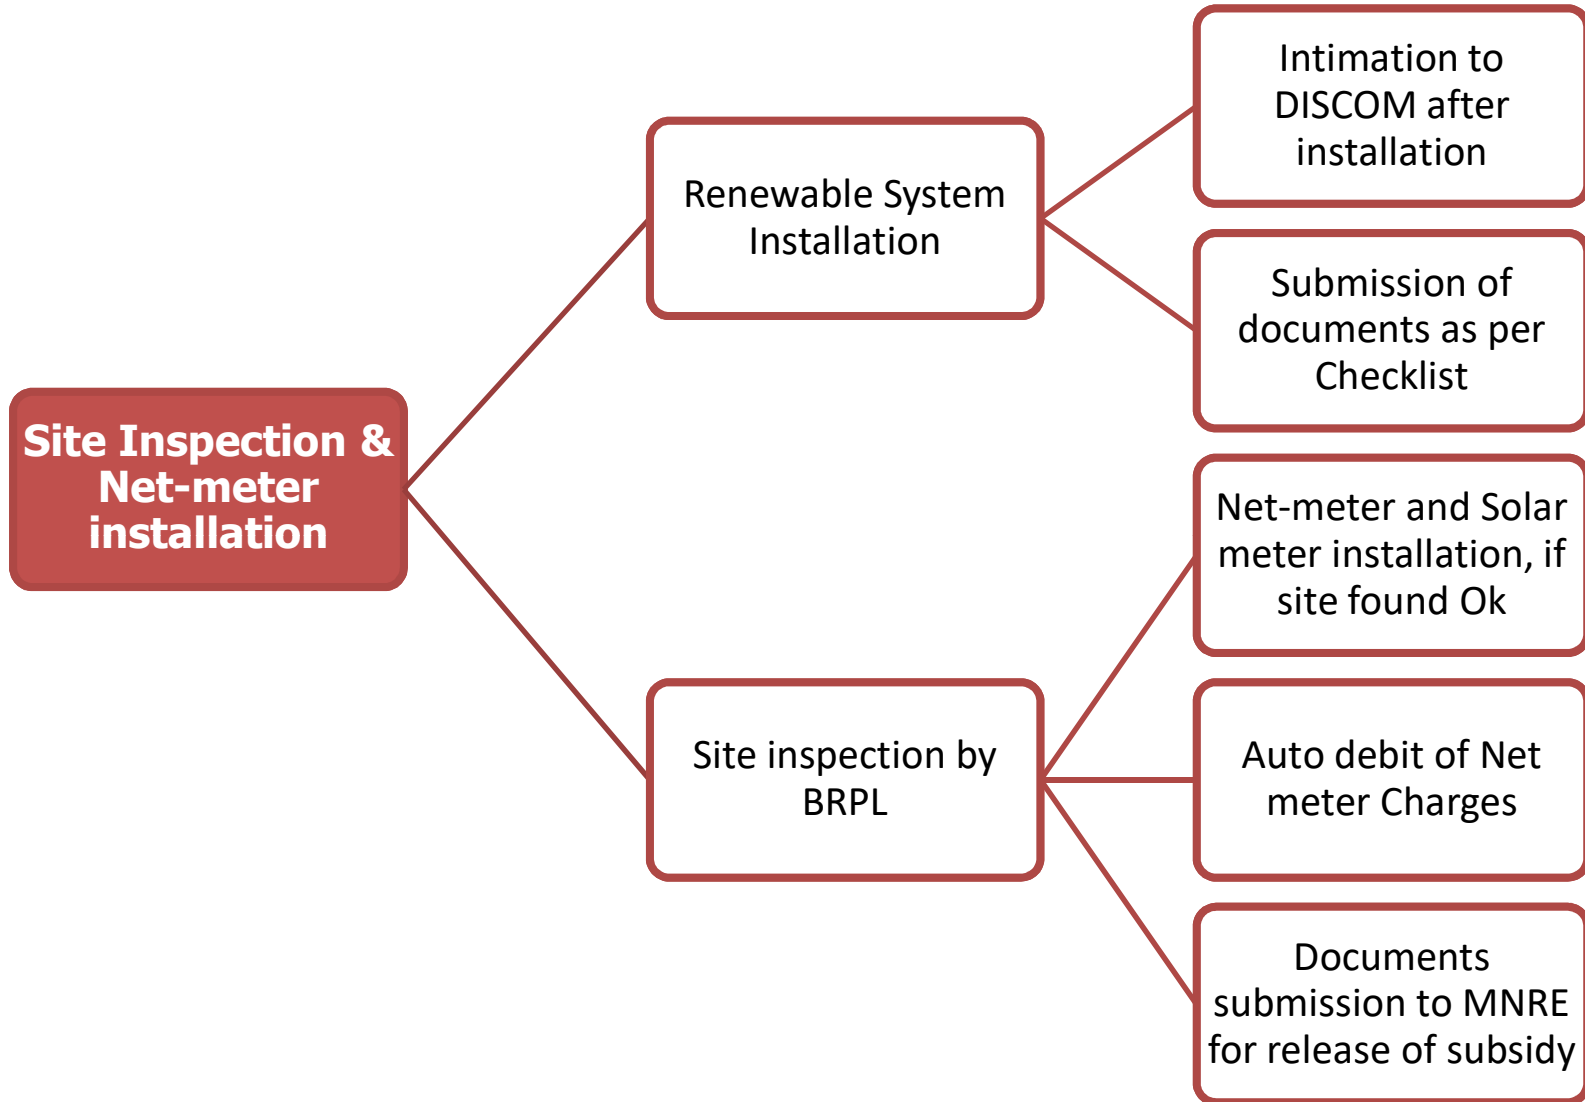 Site Inspection &
Net-meter
installation
Renewable System
Installation
Intimation to
DISCOM after
installation
Submission of
documents as per
Checklist
Site inspection by
BRPL
Net-meter and Solar
meter installation, if
site found Ok
Auto debit of Net
meter Charges
Documents
submission to MNRE
for release of subsidy